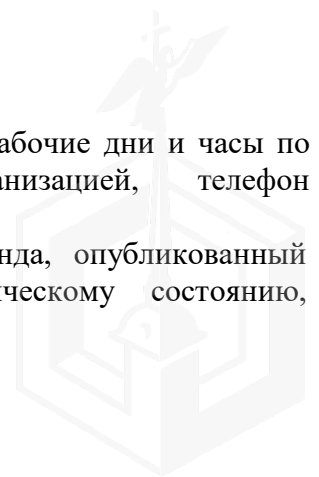 абочие дни и часы по
анизацией, телефон
нда, опубликованный
ческому состоянию,